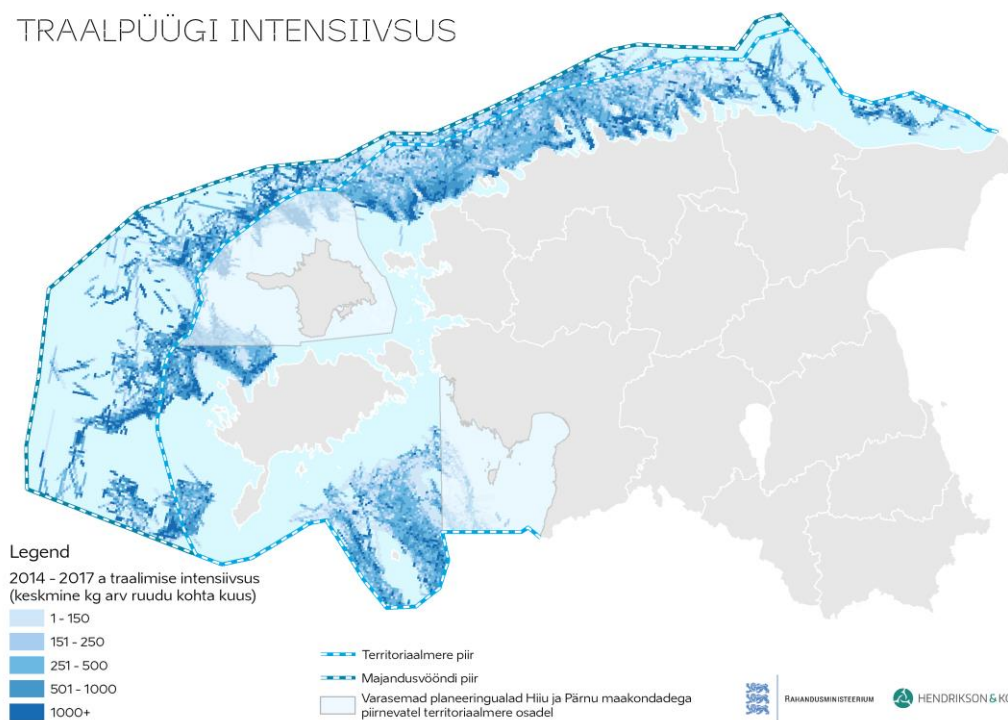 TRAALPÜÜGI INTENSIIVSUS
Legend
2014 - 2017 a traalimise intensiivsus
(keskmine kg arv ruudu kohta kuus)
1 - 150
151 - 250
251 - 500
501 - 1000
1000+
Territoriaalmere piir
Majandusvööndi piir
Varasemad planeeringualad Hiiu ja Pärnu maakondadega
piirnevatel territoriaalmere osadel
RAHANDUSMINISTEERIUM
HENDRIKSON&KO